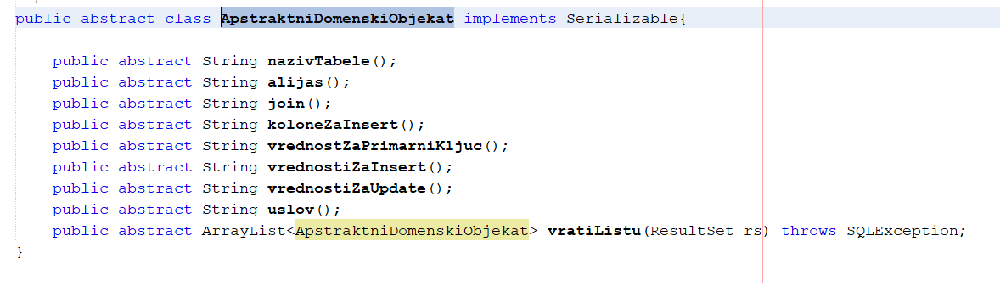 public abstract class ApstraktniDomenskiObjekat implements Serializable{
public abstract String nazivTabele();
public abstract String alijas();
public abstract String join();
public abstract String koloneZaInsert();
public abstract String vrednostZaPrimarniKljuc();
public abstract String vrednostiZaInsert();
public abstract String vrednostiZaUpdate();
public abstract String uslov();
public abstract ArrayList<ApstraktniDomenskiObjekat> vratiListu(ResultSet rs) throws SQLException;
}